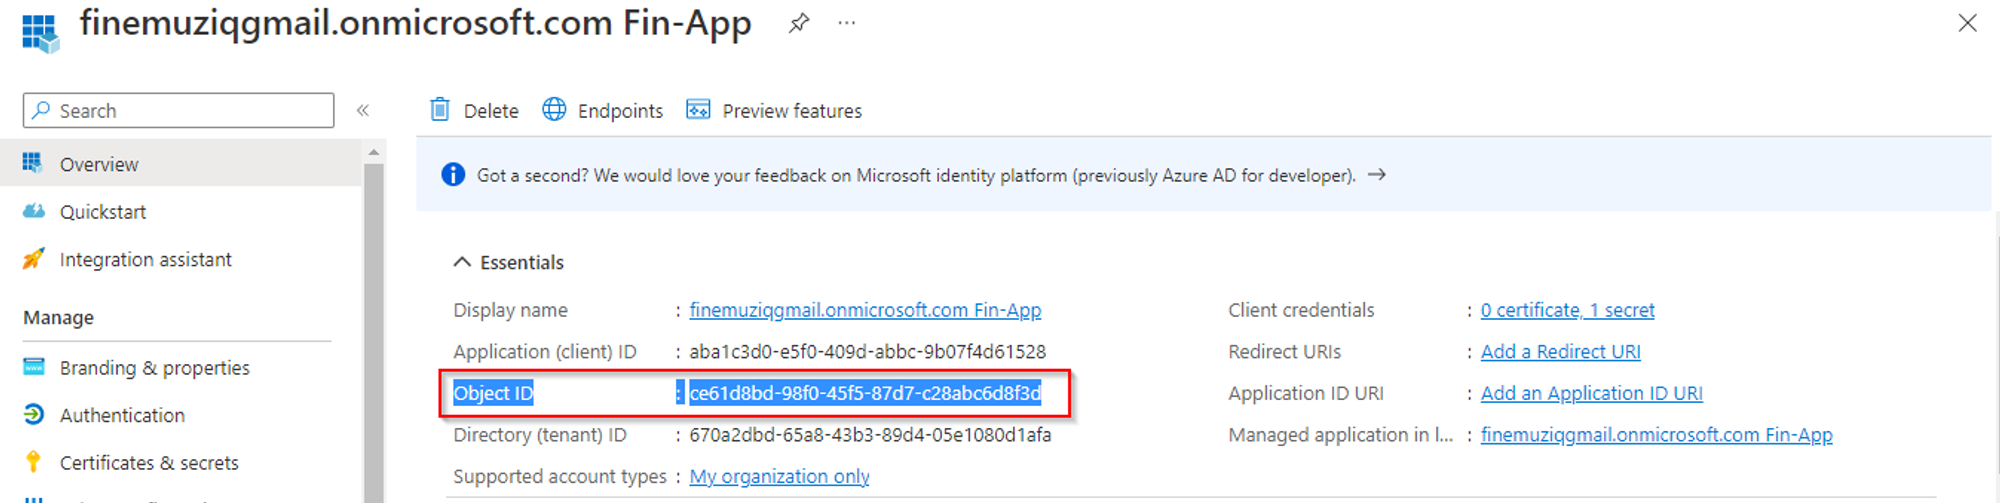 finemuziqgmail.onmicrosoft.com Fin-App
Search
Overview
Quickstart
Integration assistant
Manage
Branding & properties
Authentication
Certificates & secrets
Delete
Endpoints
Preview features
Got a second? We would love your feedback on Microsoft identity platform (previously Azure AD for developer). →
Essentials
Display name : finemuziqgmail.onmicrosoft.com Fin-App
Application (client) ID : aba1c3d0-e5f0-409d-abbc-9b07f4d61528
Object ID : ce61d8bd-98f0-45f5-87d7-c28abc6d8f3d
Directory (tenant) ID : 670a2dbd-65a8-43b3-89d4-05e1080d1afa
Supported account types : My organization only
Client credentials : 0 certificate, 1 secret
Redirect URIs : Add a Redirect URI
Application ID URI : Add an Application ID URI
Managed application in l... : finemuziqgmail.onmicrosoft.com Fin-App